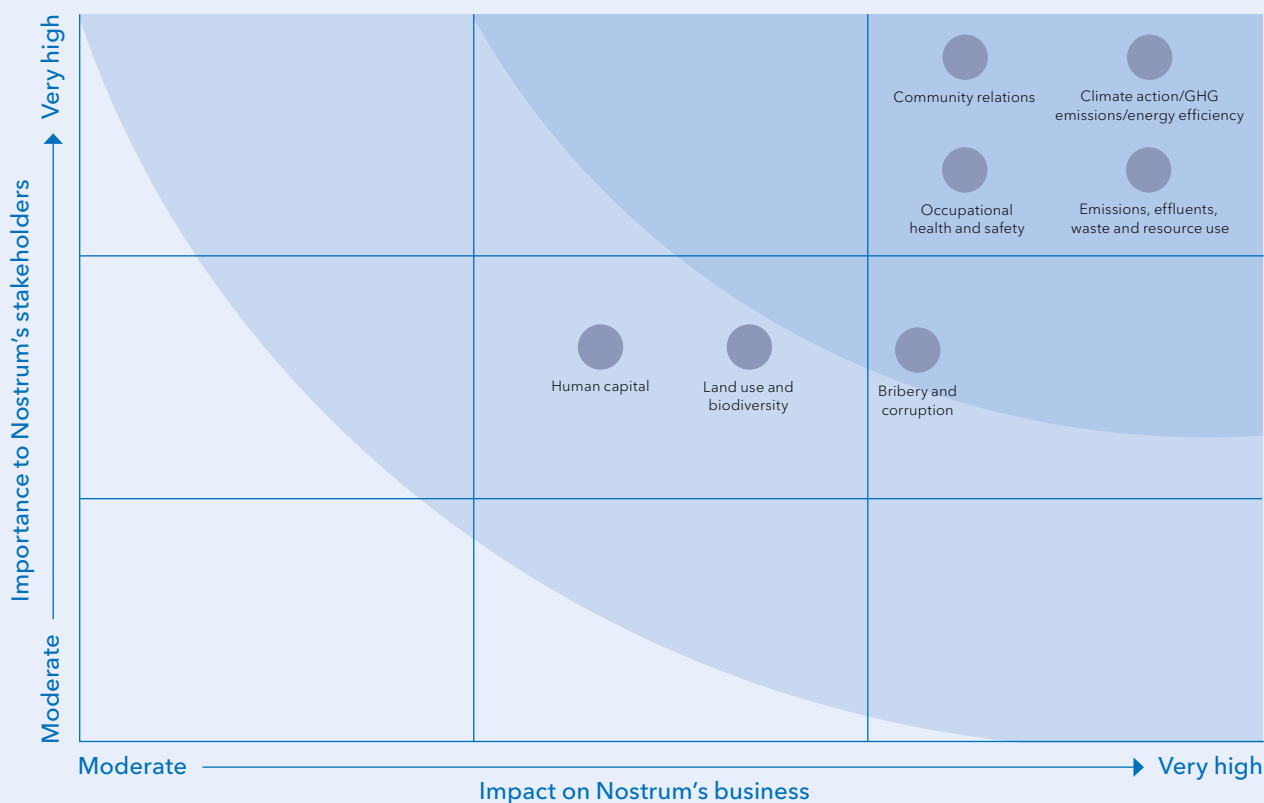 Very high
Importance to Nostrum's stakeholders
Moderate
Community relations
Climate action/GHG
emissions/energy efficiency
Occupational
health and safety
Emissions, effluents,
waste and resource use
Human capital
Land use and
biodiversity
Bribery and
corruption
Moderate
Very high
Impact on Nostrum's business